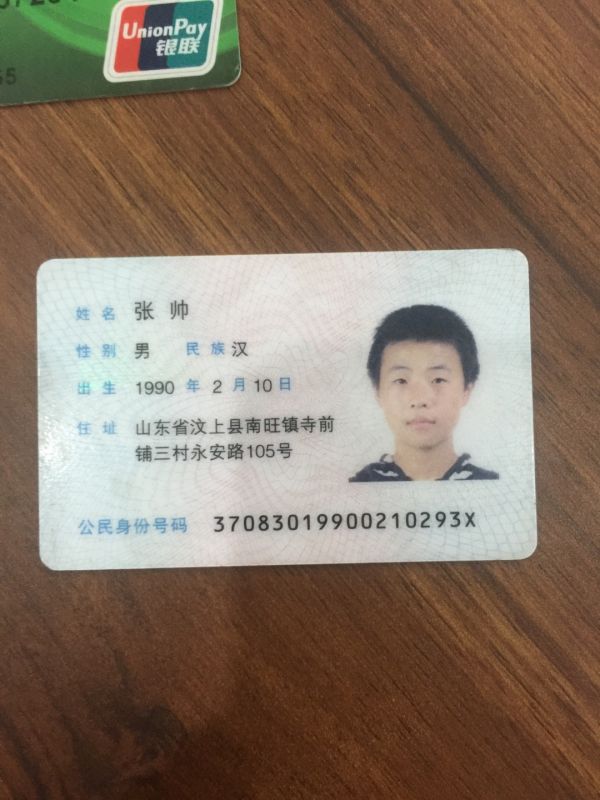 UnionPay
银联
姓名 张帅
性别 男 民族 汉
出生 1990 年 2 月 10 日
住址 山东省汶上县南旺镇寺前
铺三村永安路105号
公民身份号码 37083019900210293X